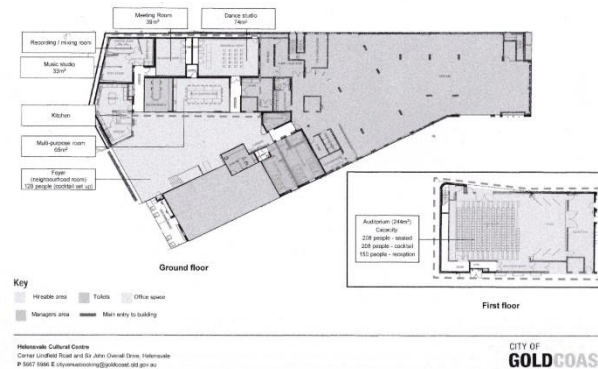 Meeting Room
39m²
Dance studio
74m²
Recording / mixing room
Music studio
33m²
Kitchen
Multi-purpose room
65m²
Foyer
(neighbourhood room)
120 people (cocktail set up)
Ground floor
Auditorium (244m²)
Capacity
208 people - seated
208 people - cocktail
150 people - reception
First floor
Key
Hireable area
Toilets
Office space
Managers area
Main entry to building
Helensvale Cultural Centre
Corner Lindfield Road and Sir John Overall Drive, Helensvale
CITY OF
GOLDCOAS